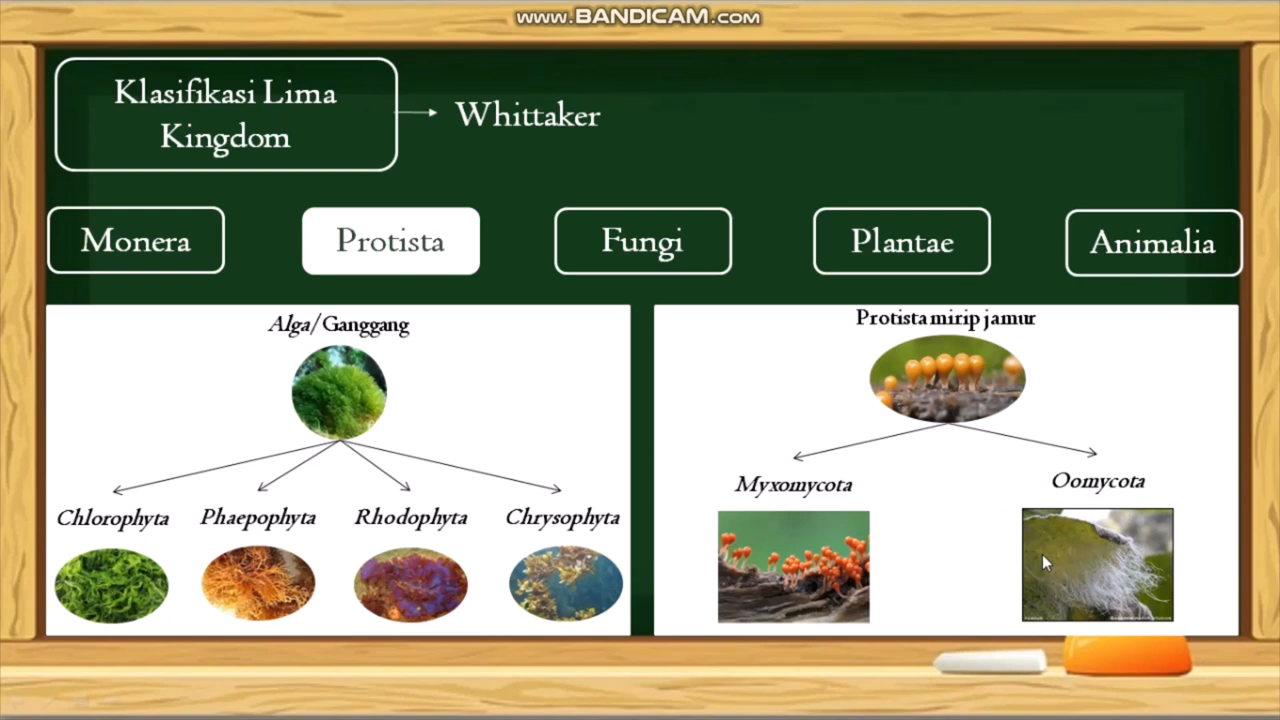 www.BANDICAM.com
Klasifikasi Lima
Kingdom
Whittaker
Monera
Protista
Fungi
Plantae
Animalia
Alga/Ganggang
Chlorophyta
Phaepophyta
Rhodophyta
Chrysophyta
Protista mirip jamur
Myxomycota
Oomycota